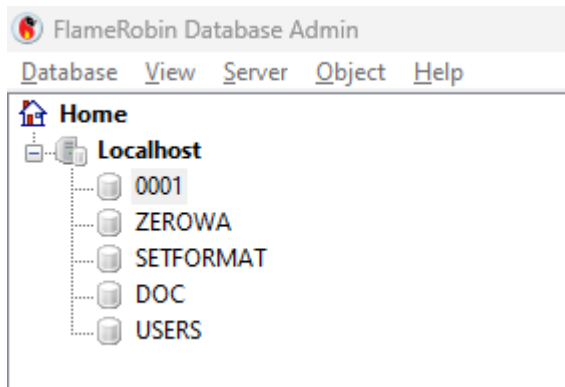 FlameRobin Database Admin
Database View Server Object Help
Home
Localhost
0001
ZEROWA
SETFORMAT
DOC
USERS